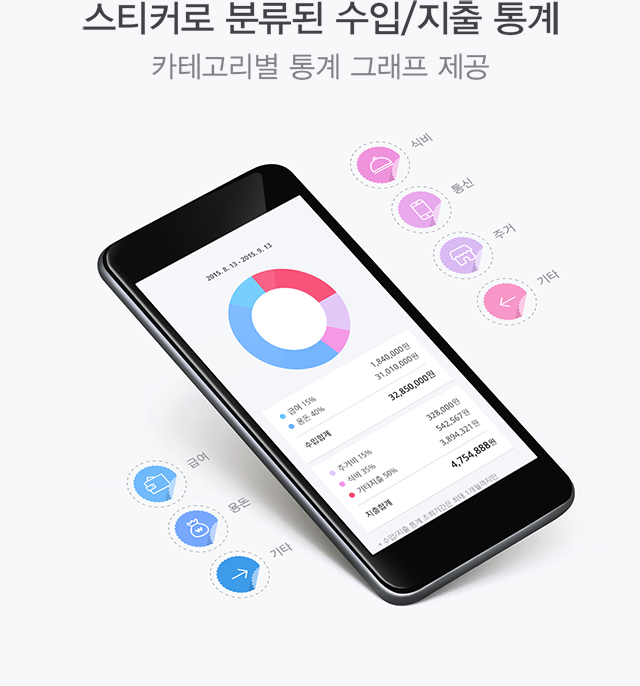 스티커로 분류된 수입/지출 통계
카테고리별 통계 그래프 제공
식비
통신
주거
기타
2015. 8. 13 - 2015. 9. 13
급여 15% 1,840,000원
용돈 40% 31,010,000원
수입합계 32,850,000원
주거비 15% 328,000원
식비 35% 542,567원
기타지출 50% 3,894,321원
지출합계 4,754,888원
* 수입/지출 통계 조회기간은 최대 1개월까지만
급여
용돈
기타